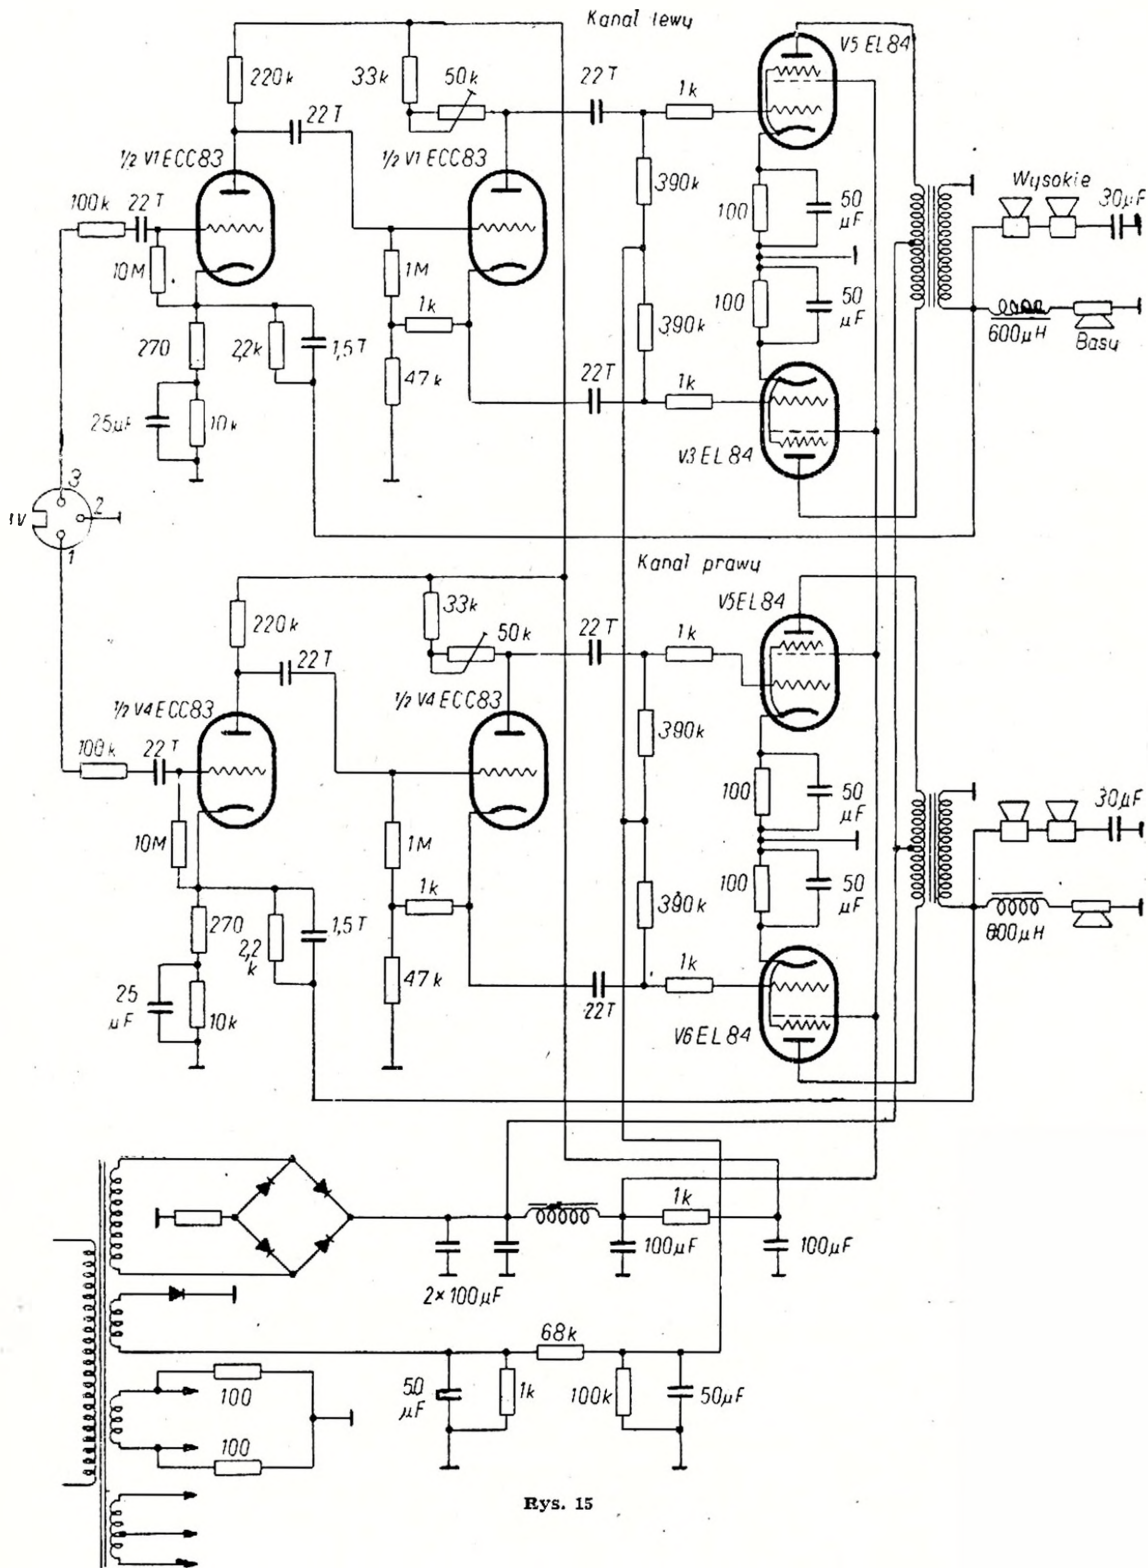 Kanał lewy
V5 EL84
220k
33k
50k
22T
1k
22T
½ V1 ECC83
½ V1 ECC83
390k
100
50 µF
Wysokie
30µF
100k
22T
10M
1M
1k
100
50 µF
600µH
Basy
270
2,2k
1,5T
47k
390k
22T
1k
25µF
10k
V3 EL84
3
2
1V
1
Kanał prawy
V5EL84
33k
220k
50k
22T
1k
22T
½ V4 ECC83
½ V4 ECC83
390k
100k
22T
100
50 µF
30µF
10M
1M
1k
100
50 µF
270
2,2 k
1,5T
390k
47k
1k
25 µF
10k
22T
V6 EL84
1k
100µF
100µF
2×100µF
68k
50 µF
1k
100k
50µF
100
100
Rys. 15